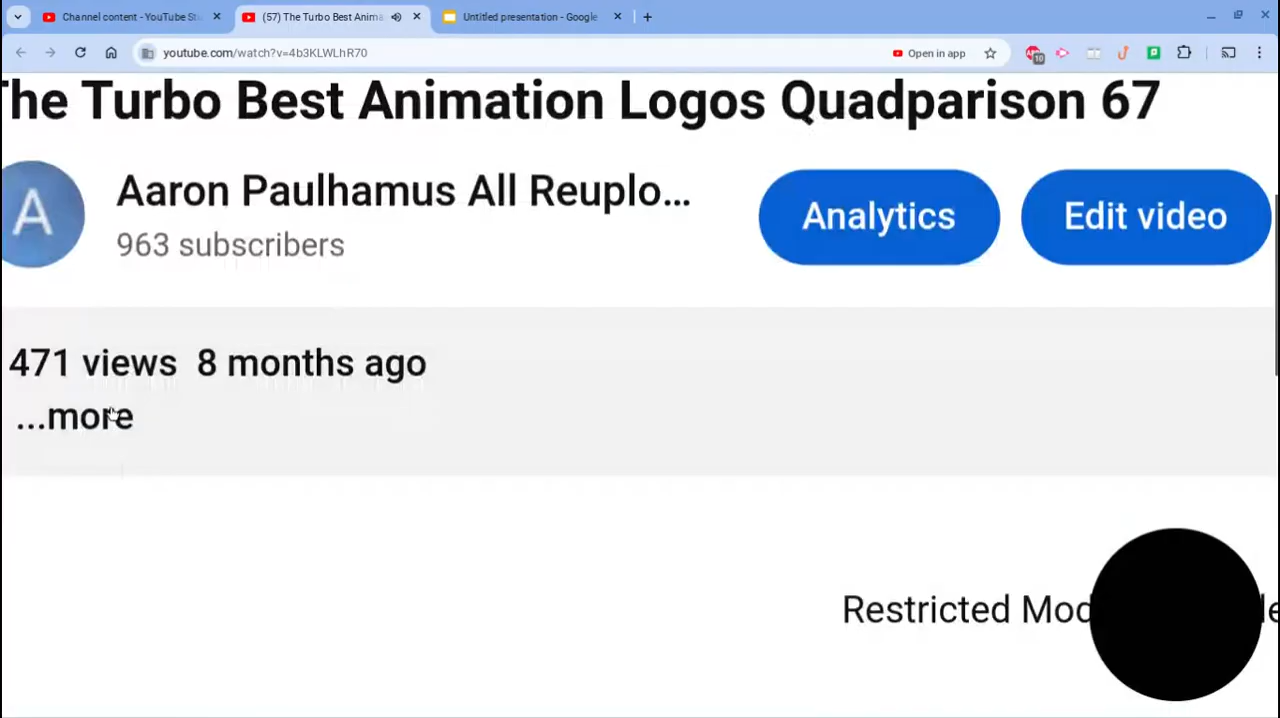 Channel content - YouTube St
(57) The Turbo Best Anima
Untitled presentation - Google
youtube.com/watch?v=4b3KLWLhR70
Open in app
10
The Turbo Best Animation Logos Quadparison 67
A
Aaron Paulhamus All Reuplo...
963 subscribers
Analytics
Edit video
471 views 8 months ago
...more
Restricted Mod